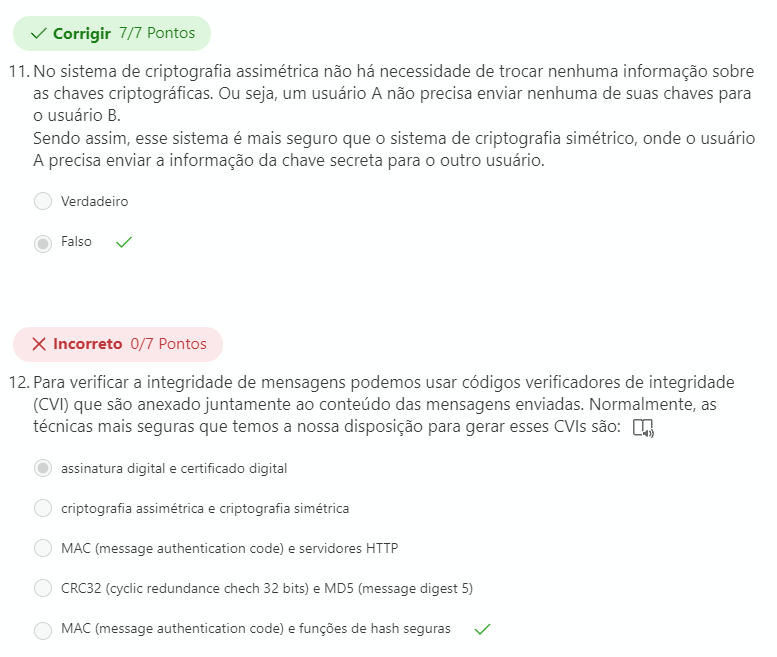 Corrigir 7/7 Pontos
11. No sistema de criptografia assimétrica não há necessidade de trocar nenhuma informação sobre
as chaves criptográficas. Ou seja, um usuário A não precisa enviar nenhuma de suas chaves para
o usuário B.
Sendo assim, esse sistema é mais seguro que o sistema de criptografia simétrico, onde o usuário
A precisa enviar a informação da chave secreta para o outro usuário.
Verdadeiro
Falso
Incorreto 0/7 Pontos
12. Para verificar a integridade de mensagens podemos usar códigos verificadores de integridade
(CVI) que são anexado juntamente ao conteúdo das mensagens enviadas. Normalmente, as
técnicas mais seguras que temos a nossa disposição para gerar esses CVIs são:
assinatura digital e certificado digital
criptografia assimétrica e criptografia simétrica
MAC (message authentication code) e servidores HTTP
CRC32 (cyclic redundance chech 32 bits) e MD5 (message digest 5)
MAC (message authentication code) e funções de hash seguras